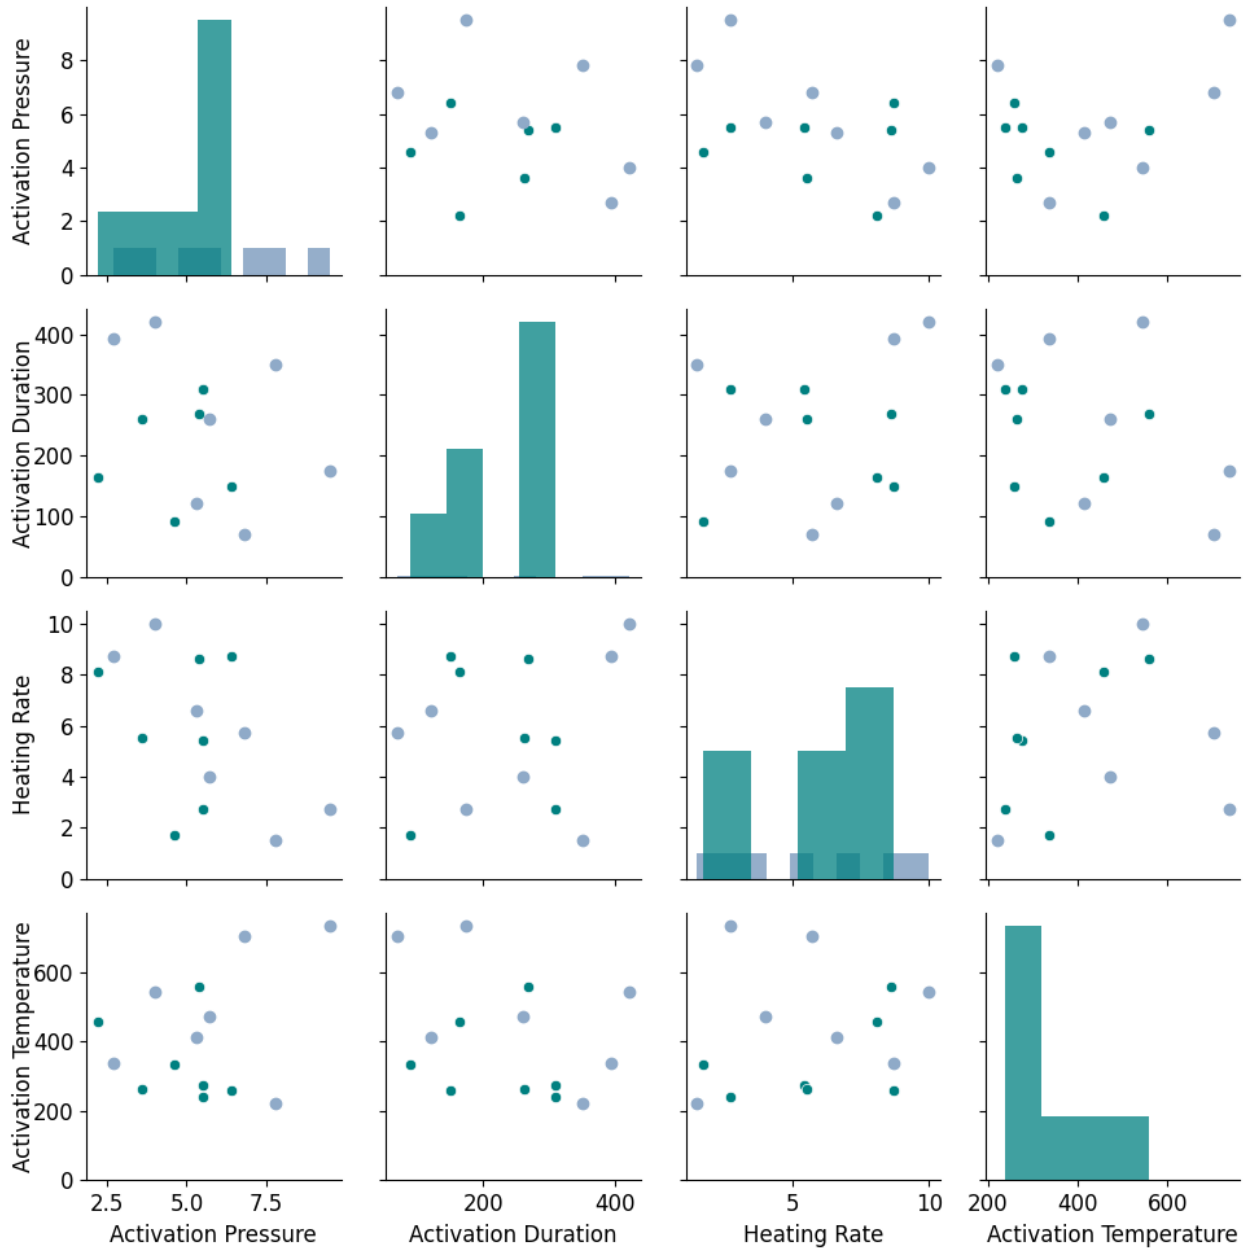 Activation Pressure
8
6
4
2
0
Activation Duration
400
300
200
100
0
Heating Rate
10
8
6
4
2
0
Activation Temperature
600
400
200
0
2.5 5.0 7.5
200 400
5 10
200 400 600
Activation Pressure
Activation Duration
Heating Rate
Activation Temperature